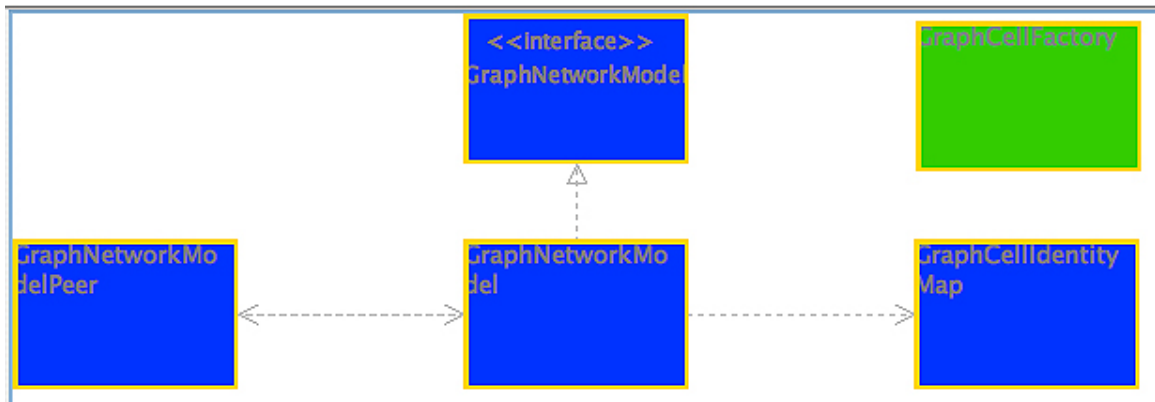 <<interface>>
GraphNetworkModel
GraphCellFactory
GraphNetworkMo
delPeer
GraphNetworkMo
del
GraphCellIdentity
Map